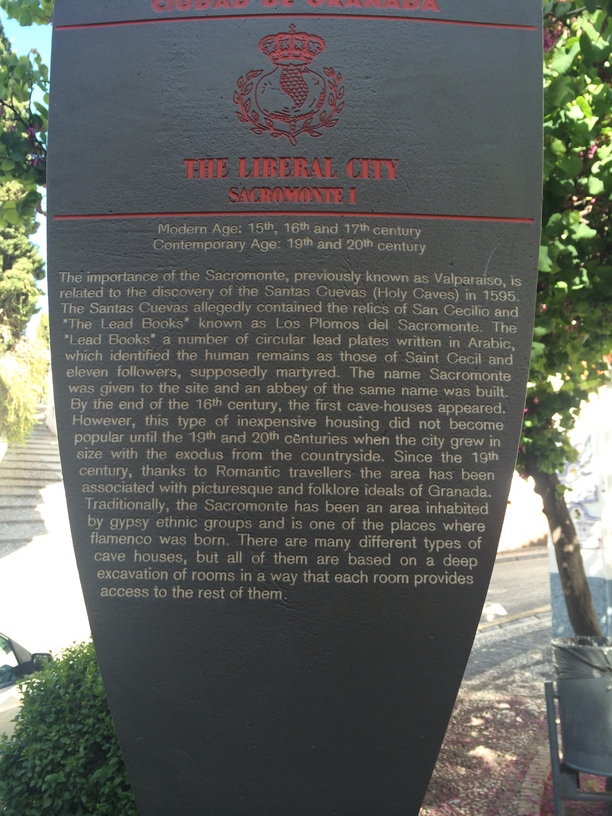 CIUDAD DE GRANADA
THE LIBERAL CITY
SACROMONTE I
Modern Age: 15th, 16th and 17th century
Contemporary Age: 19th and 20th century
The importance of the Sacromonte, previously known as Valparaiso, is
related to the discovery of the Santas Cuevas (Holy Caves) in 1595.
The Santas Cuevas allegedly contained the relics of San Cecilio and
"The Lead Books" known as Los Plomos del Sacromonte. The
"Lead Books" a number of circular lead plates written in Arabic,
which identified the human remains as those of Saint Cecil and
eleven followers, supposedly martyred. The name Sacromonte
was given to the site and an abbey of the same name was built.
By the end of the 16th century, the first cave-houses appeared.
However, this type of inexpensive housing did not become
popular until the 19th and 20th centuries when the city grew in
size with the exodus from the countryside. Since the 19th
century, thanks to Romantic travellers the area has been
associated with picturesque and folklore ideals of Granada.
Traditionally, the Sacromonte has been an area inhabited
by gypsy ethnic groups and is one of the places where
flamenco was born. There are many different types of
cave houses, but all of them are based on a deep
excavation of rooms in a way that each room provides
access to the rest of them.